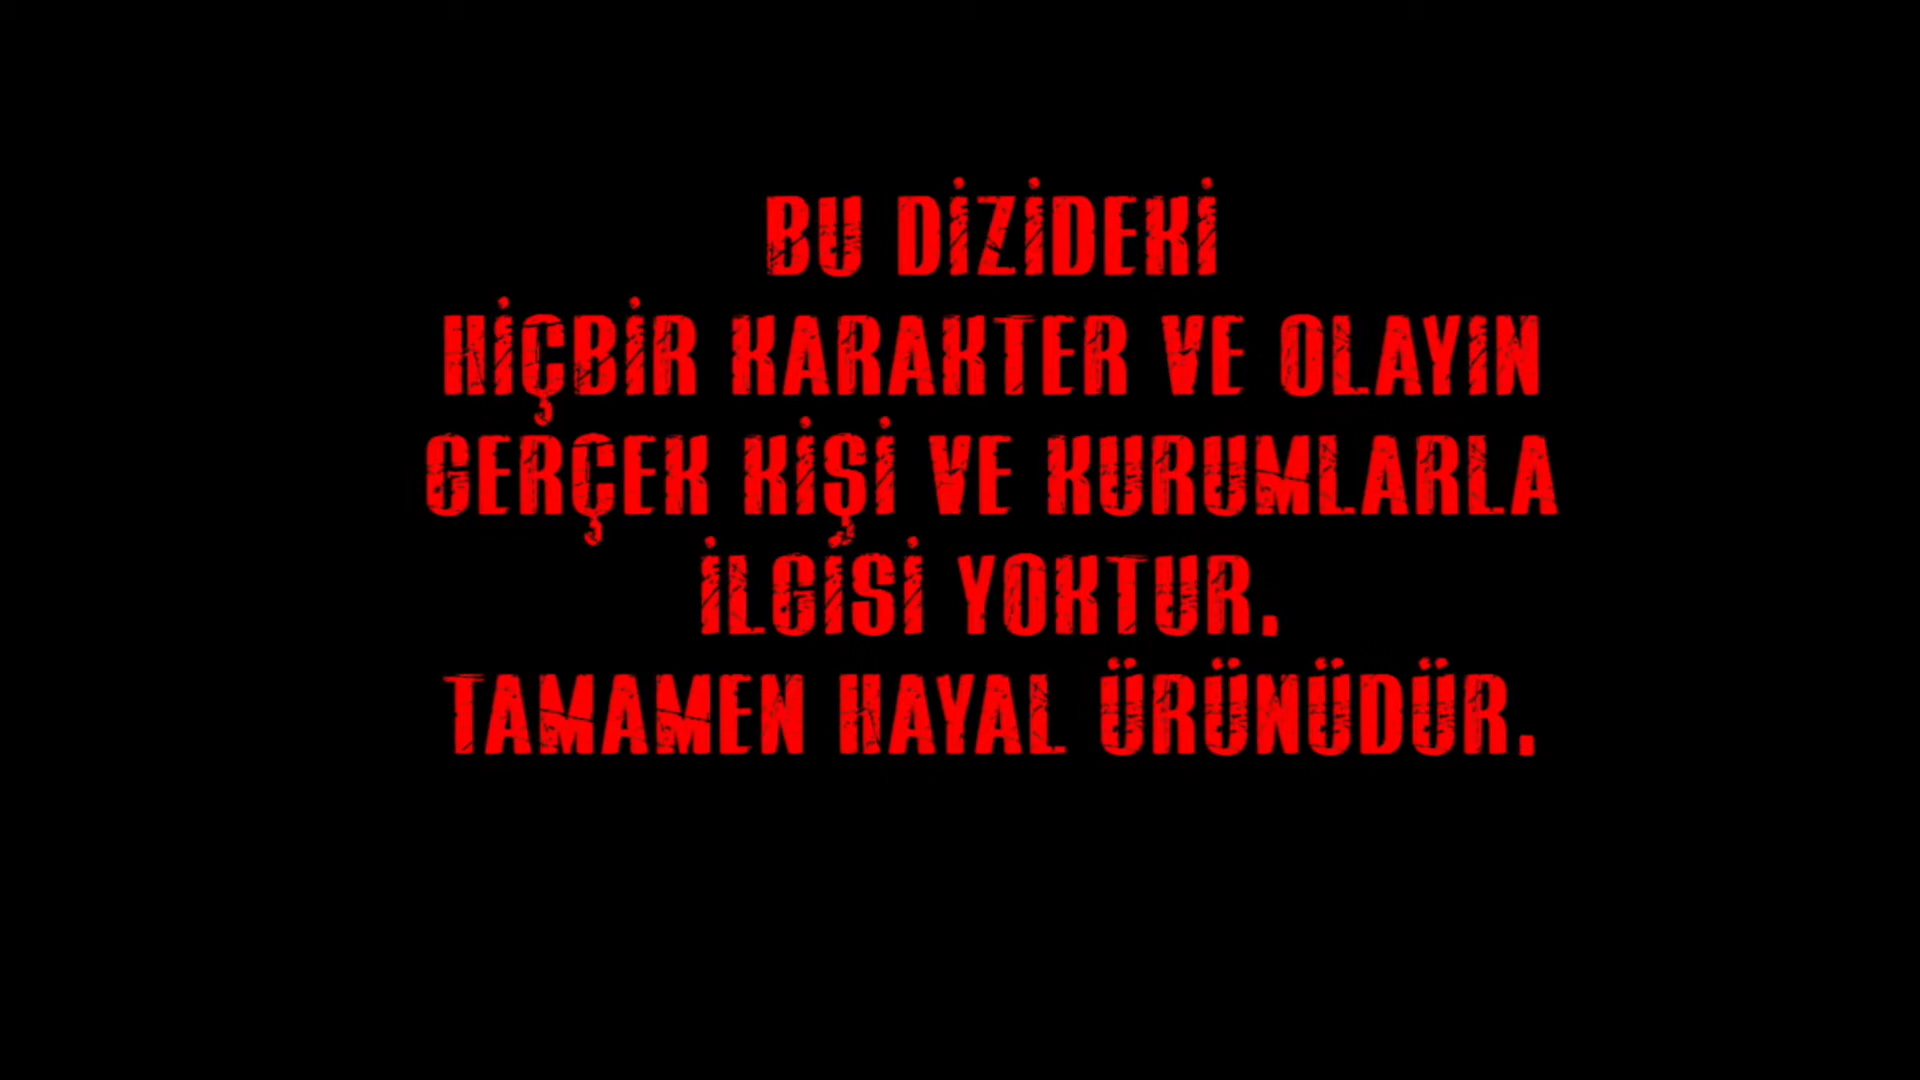 BU DİZİDEKİ
HİÇBİR KARAKTER VE OLAYIN
GERÇEK KİŞİ VE KURUMLARLA
İLGİSİ YOKTUR.
TAMAMEN HAYAL ÜRÜNÜDÜR.